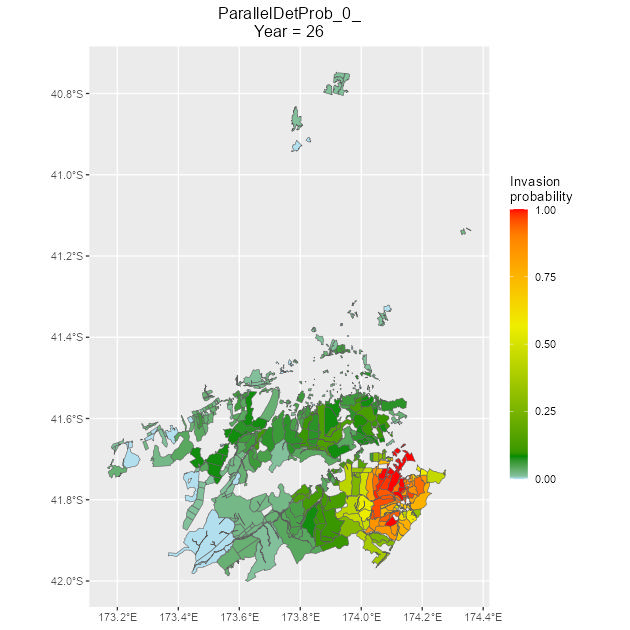 ParallelDetProb_0_
Year = 26
40.8°S
41.0°S
41.2°S
41.4°S
41.6°S
41.8°S
42.0°S
173.2°E
173.4°E
173.6°E
173.8°E
174.0°E
174.2°E
174.4°E
Invasion
probability
1.00
0.75
0.50
0.25
0.00